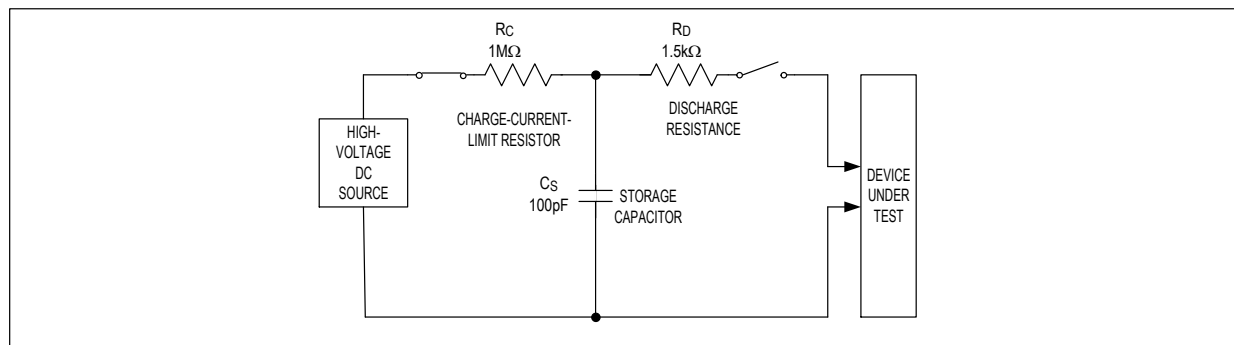 RC
1MΩ
RD
1.5kΩ
CHARGE-CURRENT-
LIMIT RESISTOR
DISCHARGE
RESISTANCE
HIGH-
VOLTAGE
DC
SOURCE
CS
100pF
STORAGE
CAPACITOR
DEVICE
UNDER
TEST